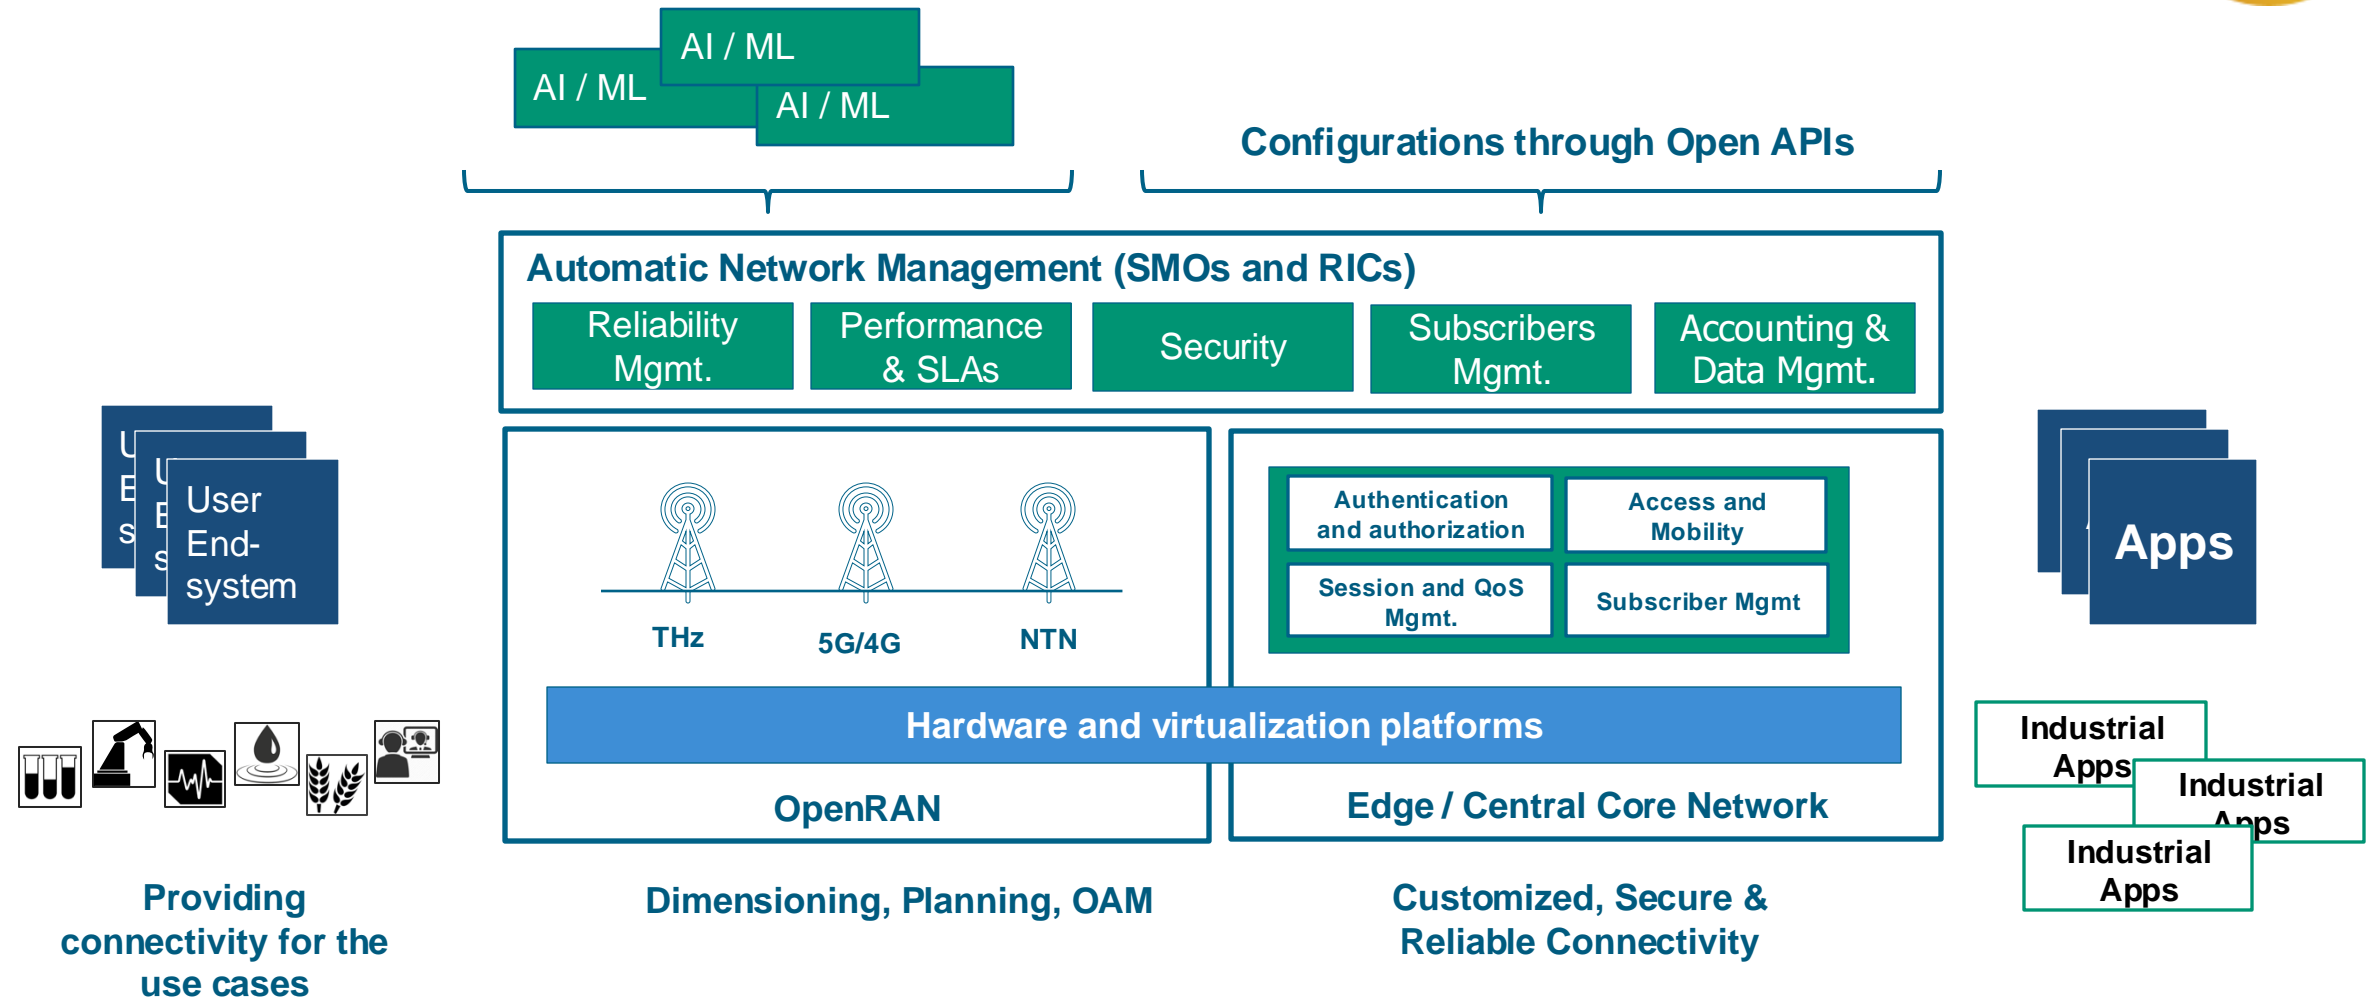 AI / ML
AI / ML
AI / ML
Configurations through Open APIs
Automatic Network Management (SMOs and RICs)
Reliability
Mgmt.
Performance
& SLAs
Security
Subscribers
Mgmt.
Accounting &
Data Mgmt.
User
End-
system
THz
5G/4G
NTN
Authentication
and authorization
Access and
Mobility
Session and QoS
Mgmt.
Subscriber Mgmt
Apps
Hardware and virtualization platforms
OpenRAN
Edge / Central Core Network
Industrial
Apps
Industrial
Apps
Industrial
Apps
Providing
connectivity for the
use cases
Dimensioning, Planning, OAM
Customized, Secure &
Reliable Connectivity